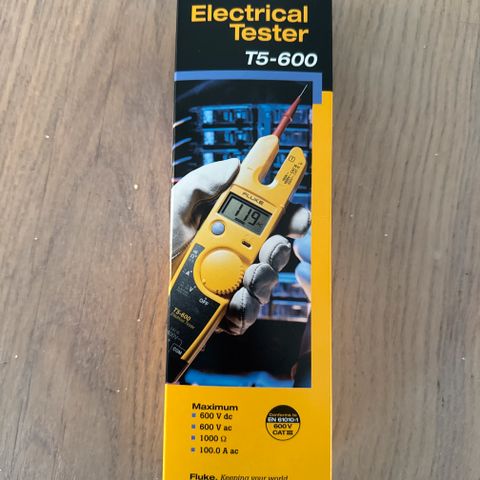 Electrical
Tester
T5-600
FLUKE
OFF
T5-600
COM
Maximum
600 V dc
600 V ac
1000 Ω
100.0 A ac
Conforms to
EN 61010-1
600 V
CAT III
Fluke. Keeping your world